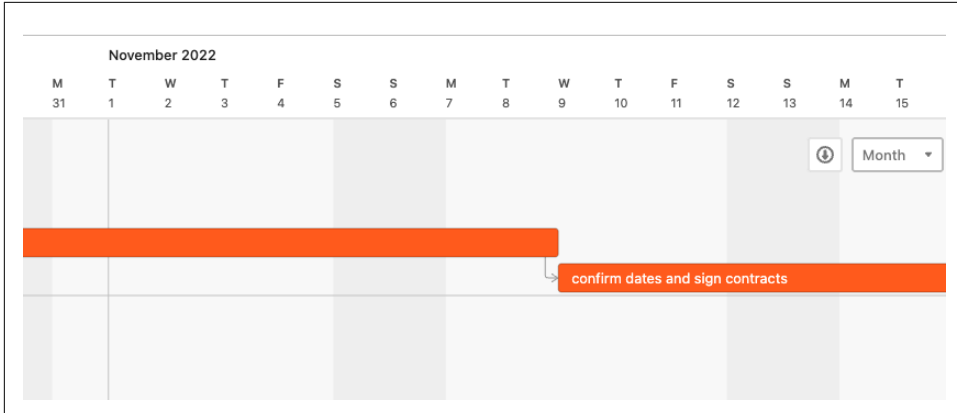 November 2022
M T W T F S S M T W T F S S M T
31 1 2 3 4 5 6 7 8 9 10 11 12 13 14 15
Month
confirm dates and sign contracts